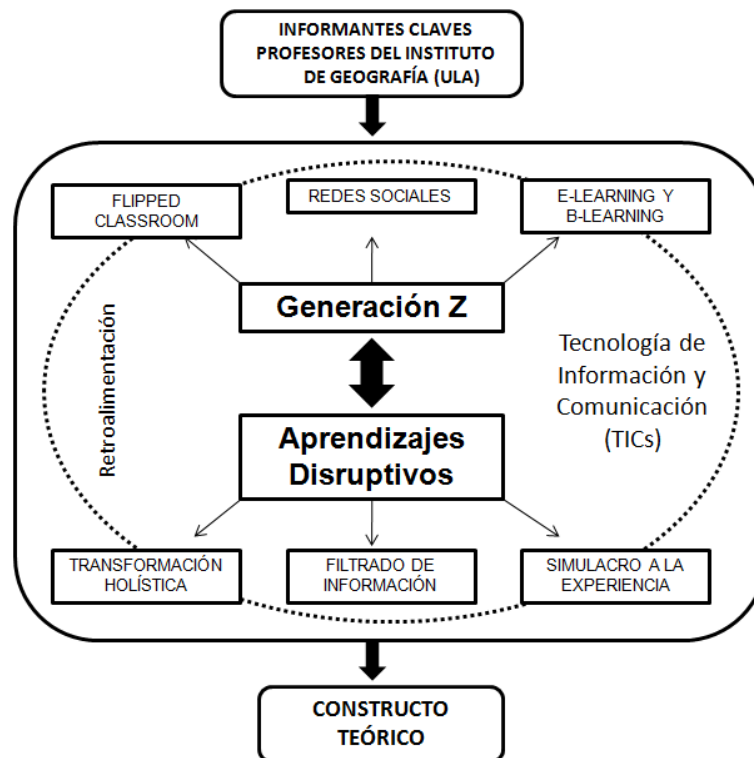 INFORMANTES CLAVES
PROFESORES DEL INSTITUTO
DE GEOGRAFÍA (ULA)
FLIPPED
CLASSROOM
REDES SOCIALES
E-LEARNING Y
B-LEARNING
Generación Z
Retroalimentación
Tecnología de
Información y
Comunicación
(TICs)
Aprendizajes
Disruptivos
TRANSFORMACIÓN
HOLÍSTICA
FILTRADO DE
INFORMACIÓN
SIMULACRO A LA
EXPERIENCIA
CONSTRUCTO
TEÓRICO